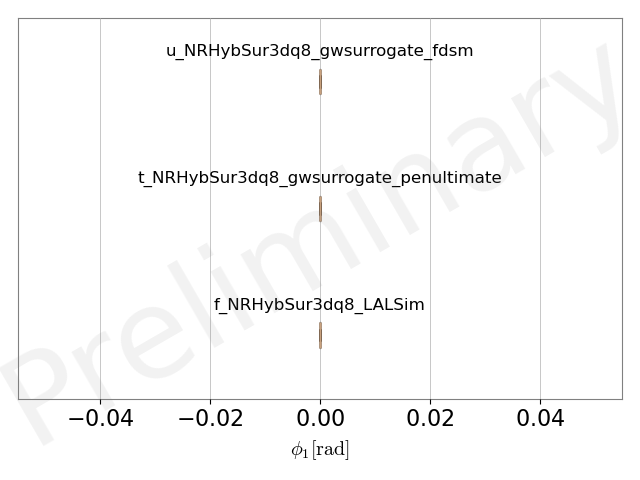 u_NRHybSur3dq8_gwsurrogate_fdsm
t_NRHybSur3dq8_gwsurrogate_penultimate
f_NRHybSur3dq8_LALSim
Preliminary
−0.04 −0.02 0.00 0.02 0.04
ϕ₁[rad]